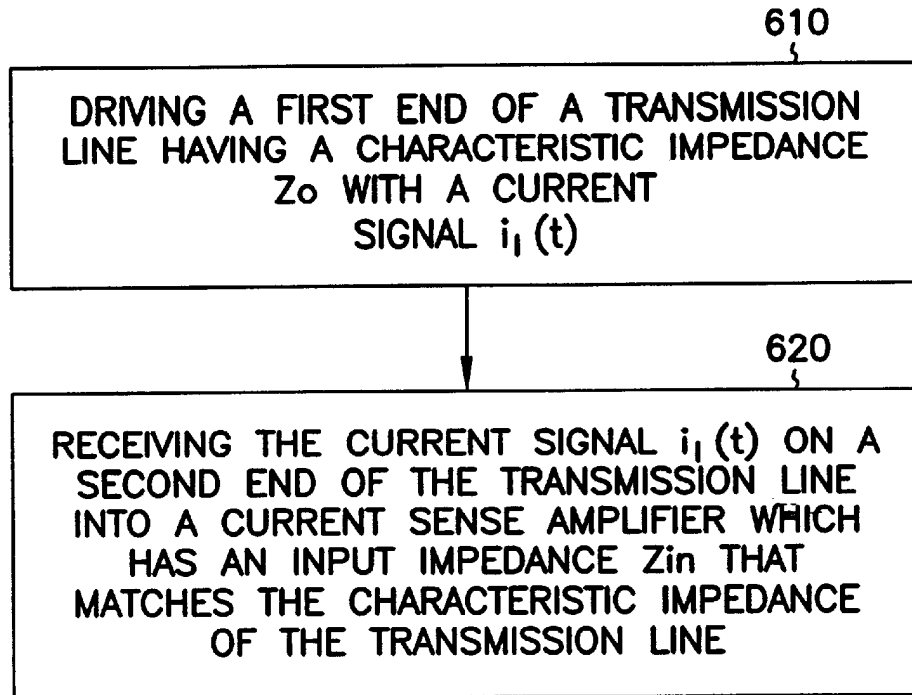 610
DRIVING A FIRST END OF A TRANSMISSION
LINE HAVING A CHARACTERISTIC IMPEDANCE
Zo WITH A CURRENT
SIGNAL i₁(t)
620
RECEIVING THE CURRENT SIGNAL i₁(t) ON A
SECOND END OF THE TRANSMISSION LINE
INTO A CURRENT SENSE AMPLIFIER WHICH
HAS AN INPUT IMPEDANCE Zin THAT
MATCHES THE CHARACTERISTIC IMPEDANCE
OF THE TRANSMISSION LINE